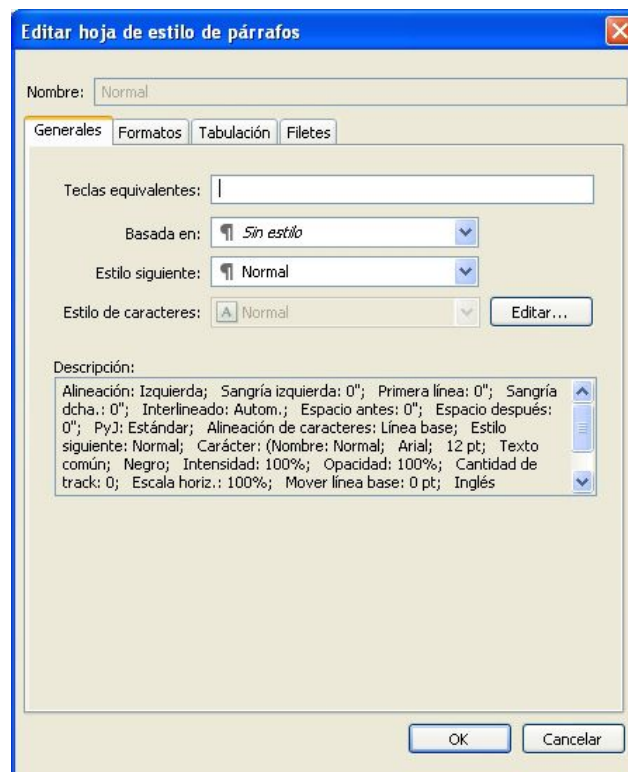 Editar hoja de estilo de párrafos
Nombre: Normal
Generales Formatos Tabulación Filetes
Teclas equivalentes:
Basada en: ¶ Sin estilo
Estilo siguiente: ¶ Normal
Estilo de caracteres: A Normal Editar...
Descripción:
Alineación: Izquierda; Sangría izquierda: 0"; Primera línea: 0"; Sangría
dcha.: 0"; Interlineado: Autom.; Espacio antes: 0"; Espacio después:
0"; PyJ: Estándar; Alineación de caracteres: Línea base; Estilo
siguiente: Normal; Carácter: (Nombre: Normal; Arial; 12 pt; Texto
común; Negro; Intensidad: 100%; Opacidad: 100%; Cantidad de
track: 0; Escala horiz.: 100%; Mover línea base: 0 pt; Inglés
OK Cancelar